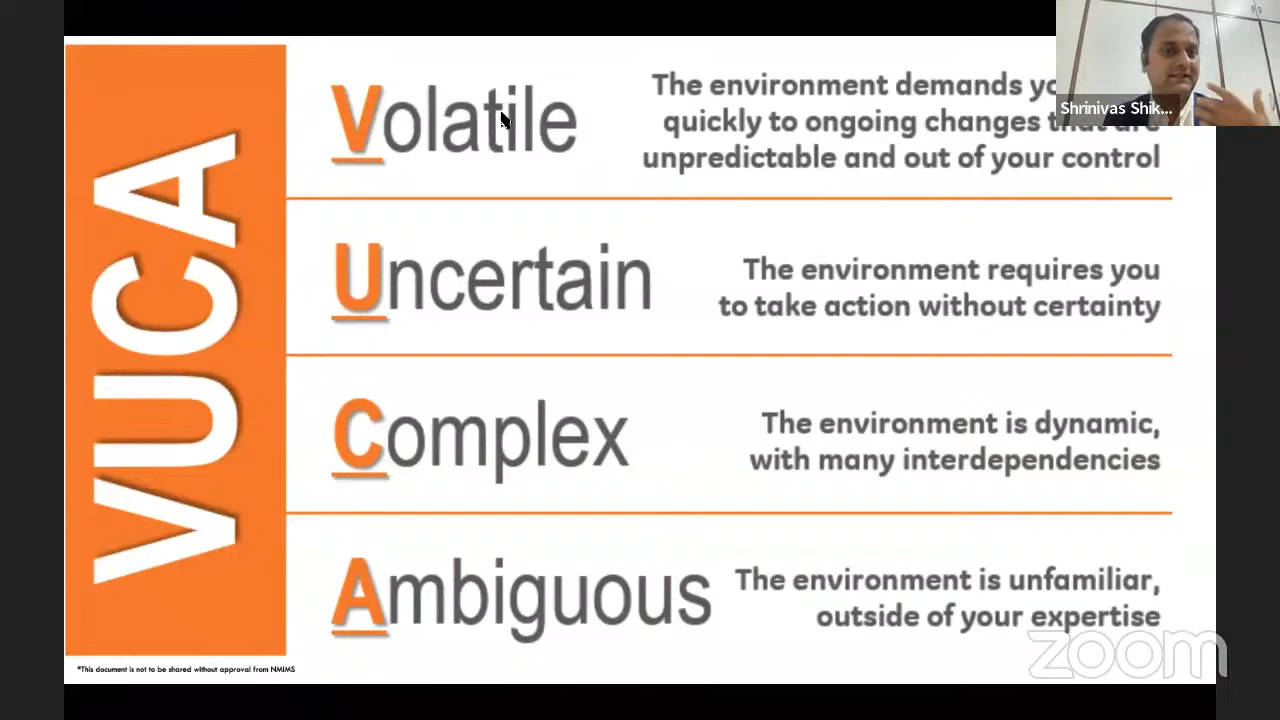 VUCA
Volatile
The environment demands
quickly to ongoing changes that are
unpredictable and out of your control
Uncertain
The environment requires you
to take action without certainty
Complex
The environment is dynamic,
with many interdependencies
Ambiguous
The environment is unfamiliar,
outside of your expertise
*This document is not to be shared without approval from NMIMS
Shrinivas Shik...
zoom